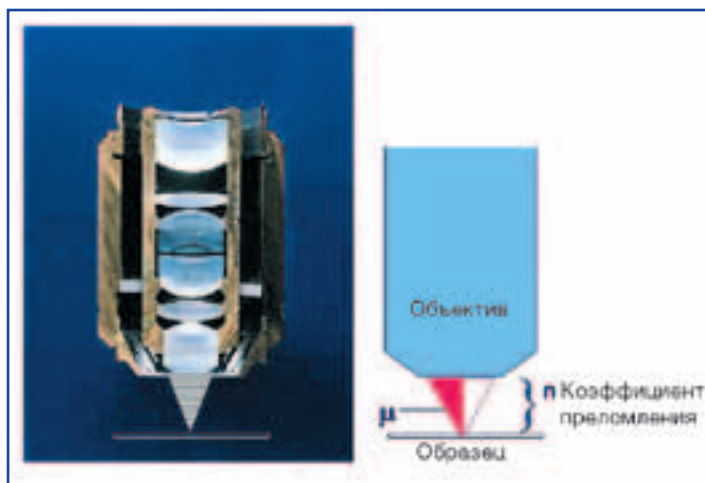 Объектив
n Коэффициент
преломления
μ
Образец